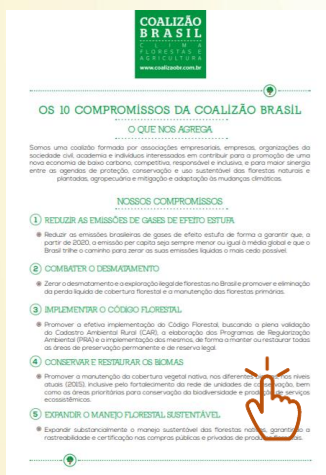 COALIZÃO
BRASIL
CLIMA
FLORESTAS E
AGRICULTURA
www.coalizaobr.com.br
OS 10 COMPROMISSOS DA COALIZÃO BRASIL
O QUE NOS AGREGA
Somos uma coalizão formada por associações empresariais, empresas, organizações da
sociedade civil, academia e indivíduos interessados em contribuir para a promoção de uma
nova economia de baixo carbono, competitiva, responsável e inclusiva, e para maior sinergia
entre as agendas de proteção, conservação e uso sustentável das florestas naturais e
plantadas, agropecuária e mitigação e adaptação às mudanças climáticas.
NOSSOS COMPROMISSOS
1 REDUZIR AS EMISSÕES DE GASES DE EFEITO ESTUFA
Reduzir as emissões brasileiras de gases de efeito estufa de forma a garantir que, a
partir de 2020, a emissão per capita seja sempre menor ou igual à média global e que o
Brasil trilhe o caminho para zerar as suas emissões líquidas o mais cedo possível.
2 COMBATER O DESMATAMENTO
Zerar o desmatamento e a exploração ilegal de florestas no Brasil e promover e eliminação
da perda líquida de cobertura florestal e a manutenção das florestas primárias.
3 IMPLEMENTAR O CÓDIGO FLORESTAL
Promover a efetiva implementação do Código Florestal, buscando a plena validação
do Cadastro Ambiental Rural (CAR), a elaboração dos Programas de Regularização
Ambiental (PRA) e a implementação dos mesmos, de forma a manter ou restaurar todas
as áreas de preservação permanente e de reserva legal.
4 CONSERVAR E RESTAURAR OS BIOMAS
Promover a manutenção da cobertura vegetal nativa, nos diferentes nos níveis
atuais (2015), inclusive pelo fortalecimento da rede de unidades de conservação, bem
como as áreas prioritárias para conservação da biodiversidade e produção de serviços
ecossistêmicos.
5 EXPANDIR O MANEJO FLORESTAL SUSTENTÁVEL
Expandir substancialmente o manejo sustentável das florestas nativas, garantindo a
rastreabilidade e certificação nas compras públicas e privadas de produtos florestais.